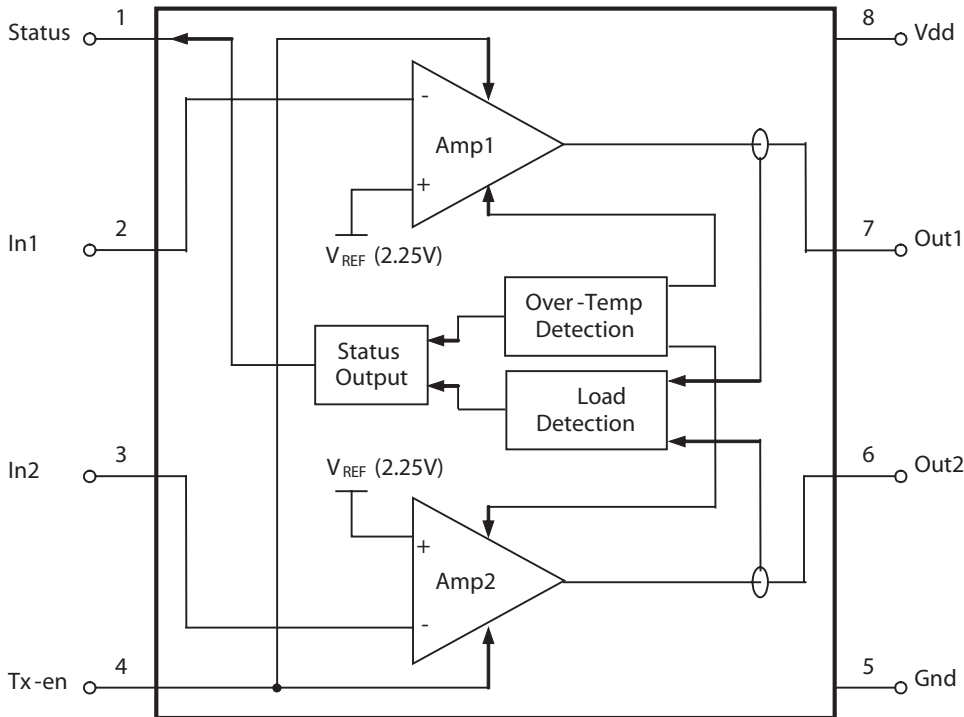 Status
1
8
Vdd
-
Amp1
+
In1
2
7
Out1
VREF (2.25V)
Over-Temp
Detection
Status
Output
Load
Detection
In2
3
6
Out2
VREF (2.25V)
+
Amp2
-
Tx-en
4
5
Gnd